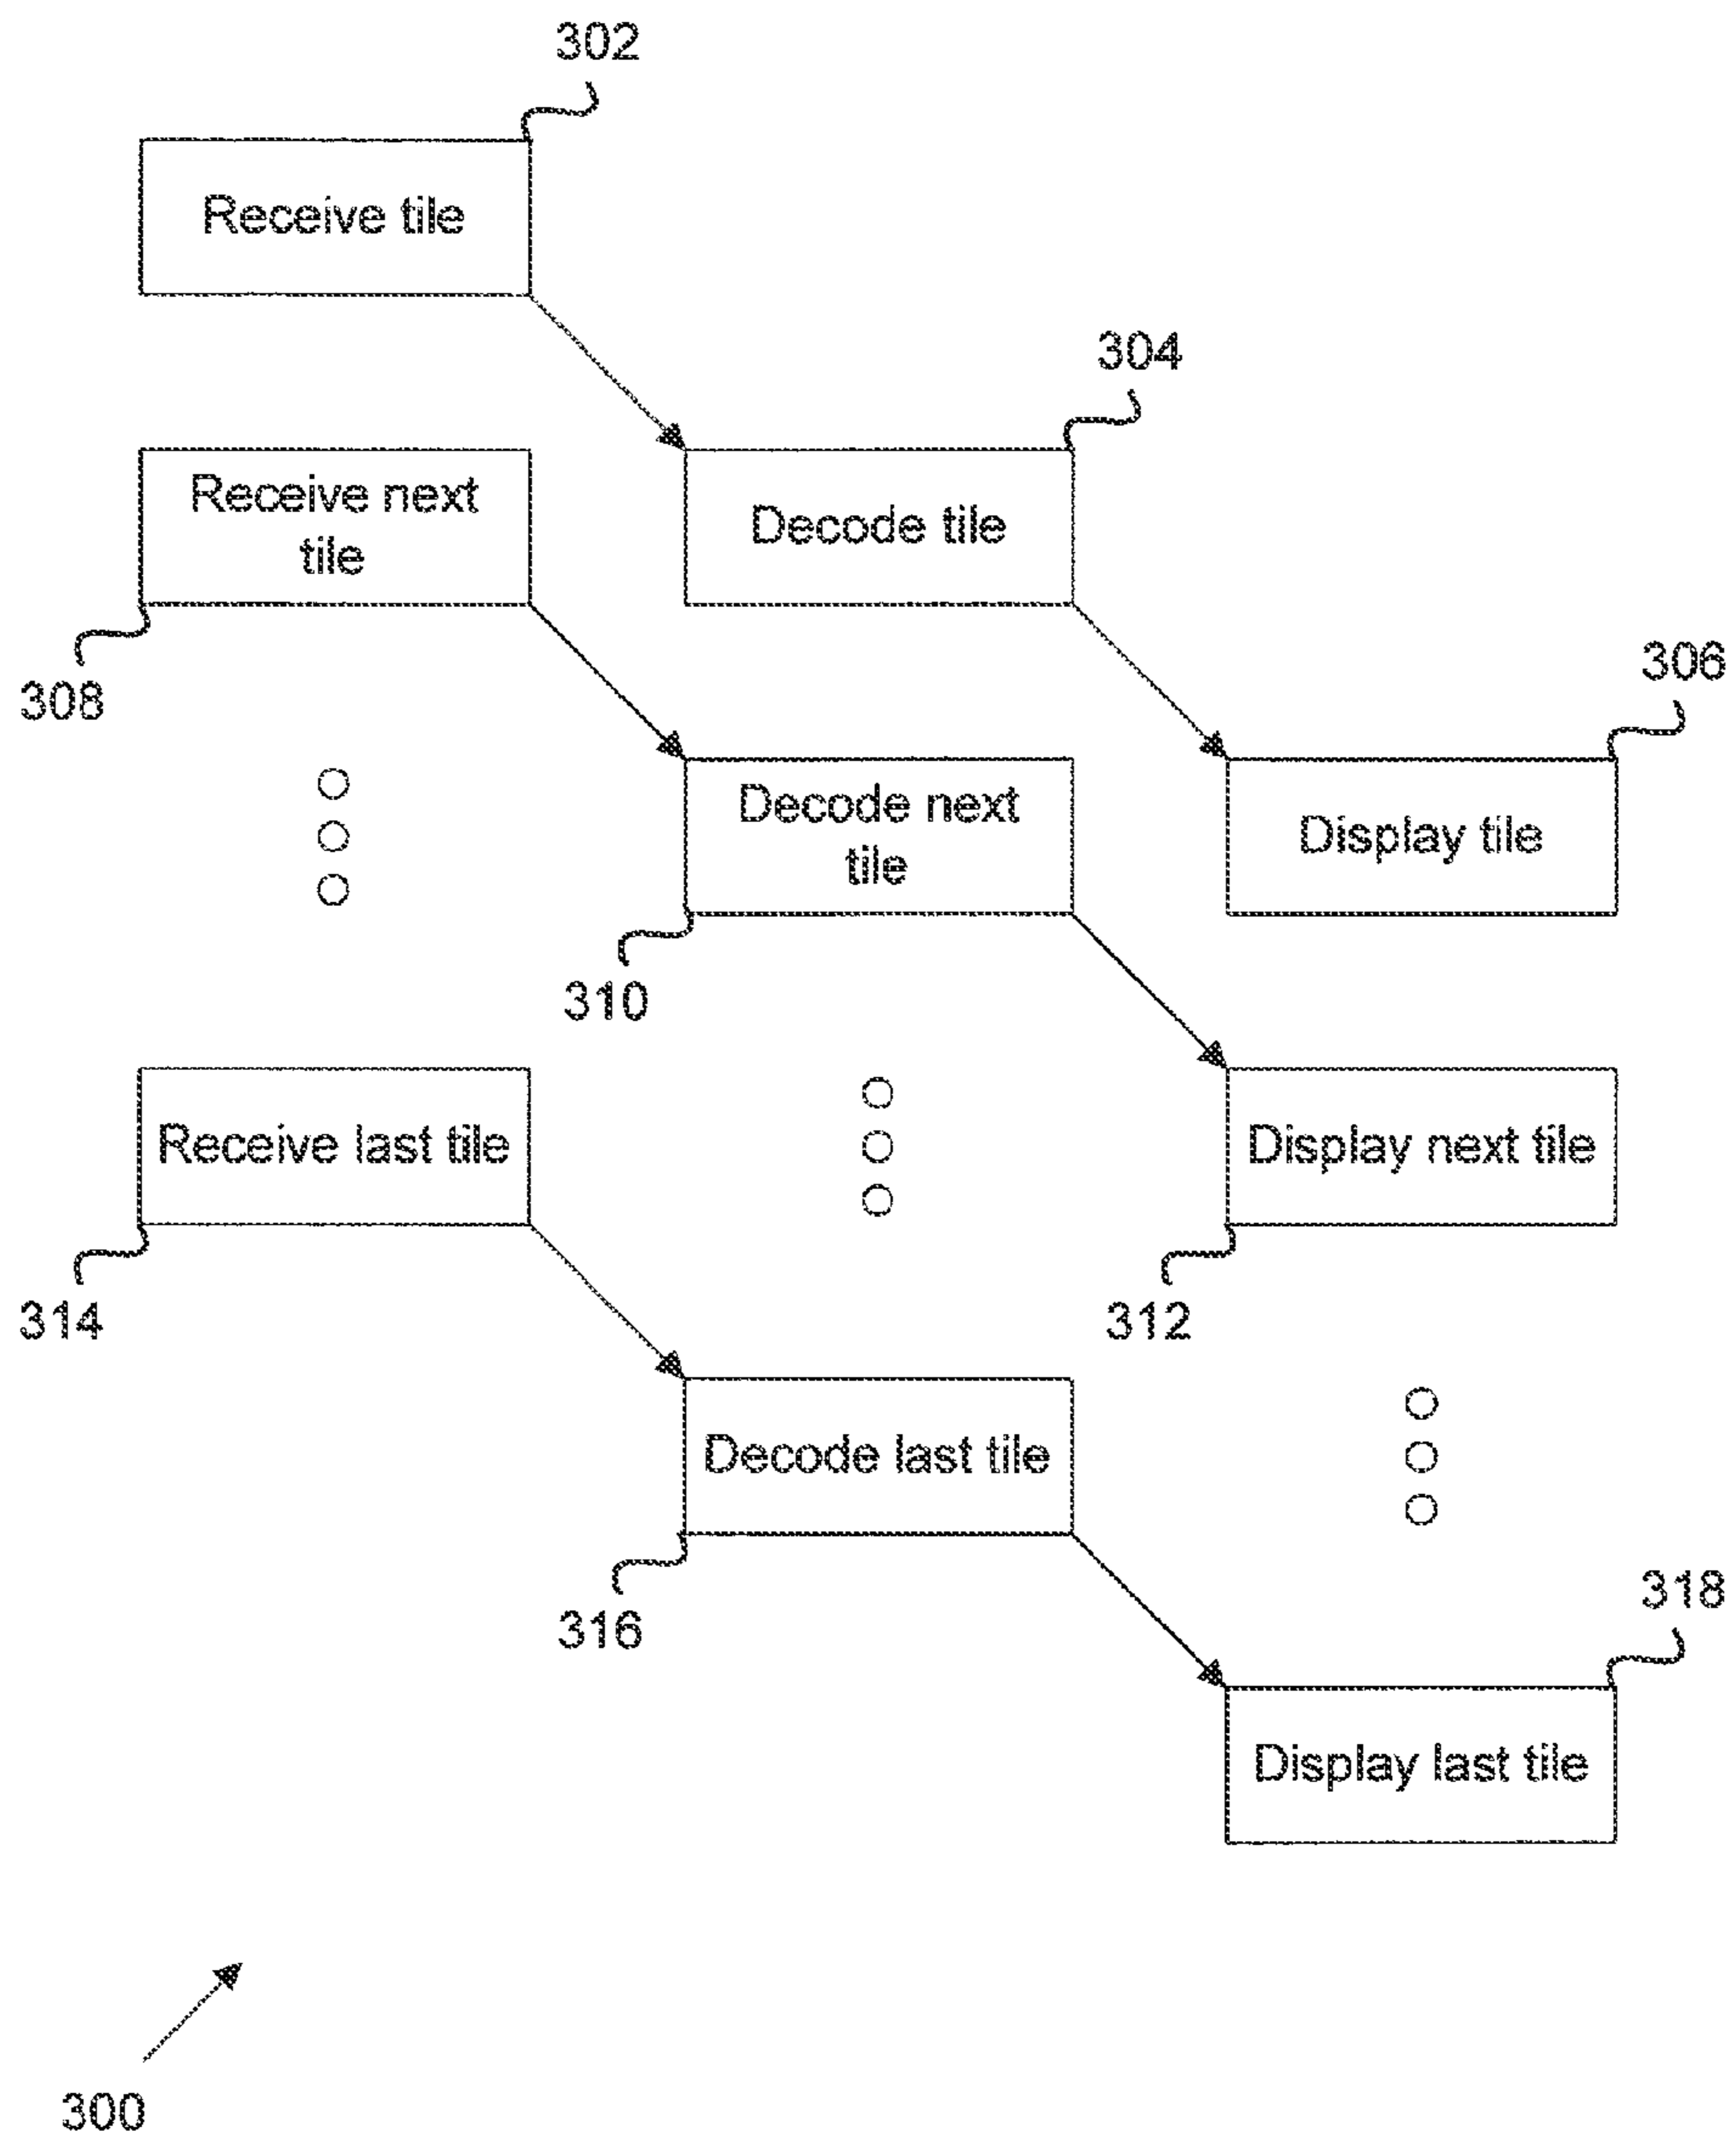 302
Receive tile
304
Receive next
tile
Decode tile
308
306
Decode next
tile
Display tile
310
Receive last tile
Display next tile
314
312
Decode last tile
316
318
Display last tile
300